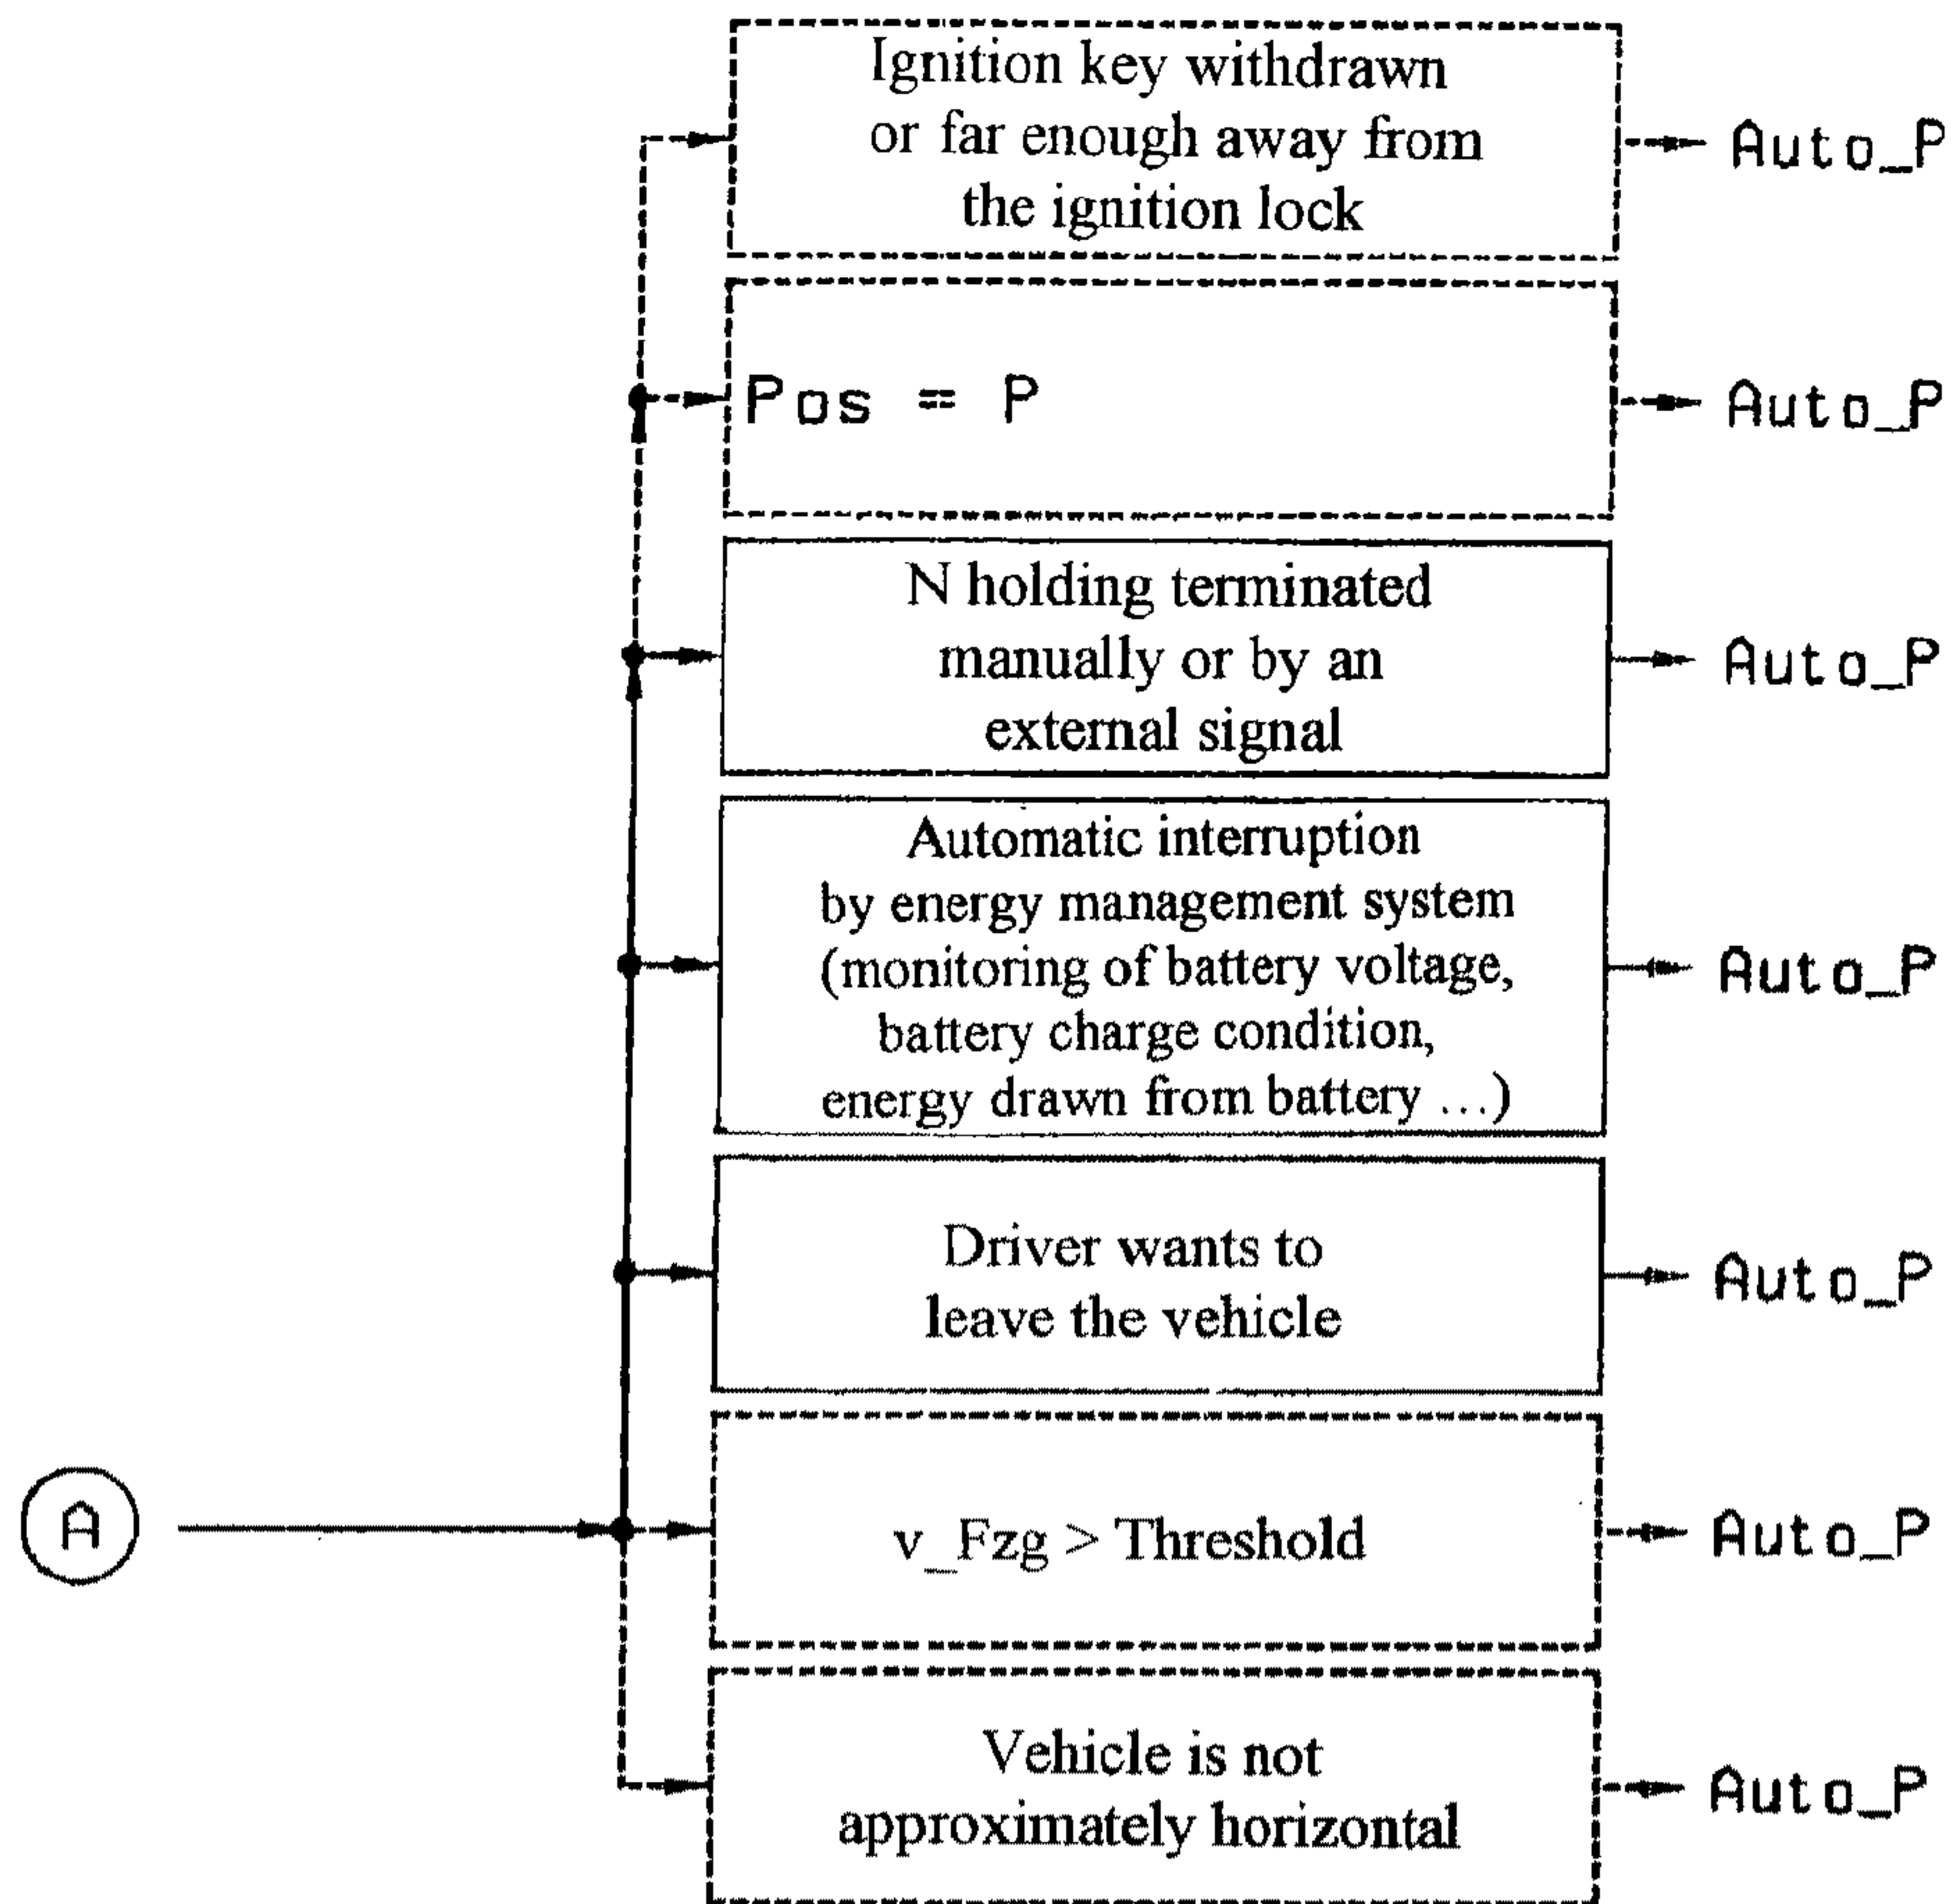 Ignition key withdrawn
or far enough away from
the ignition lock
Auto_P
Pos = P
Auto_P
N holding terminated
manually or by an
external signal
Auto_P
Automatic interruption
by energy management system
(monitoring of battery voltage,
battery charge condition,
energy drawn from battery ...)
Auto_P
Driver wants to
leave the vehicle
Auto_P
A
v_Fzg > Threshold
Auto_P
Vehicle is not
approximately horizontal
Auto_P